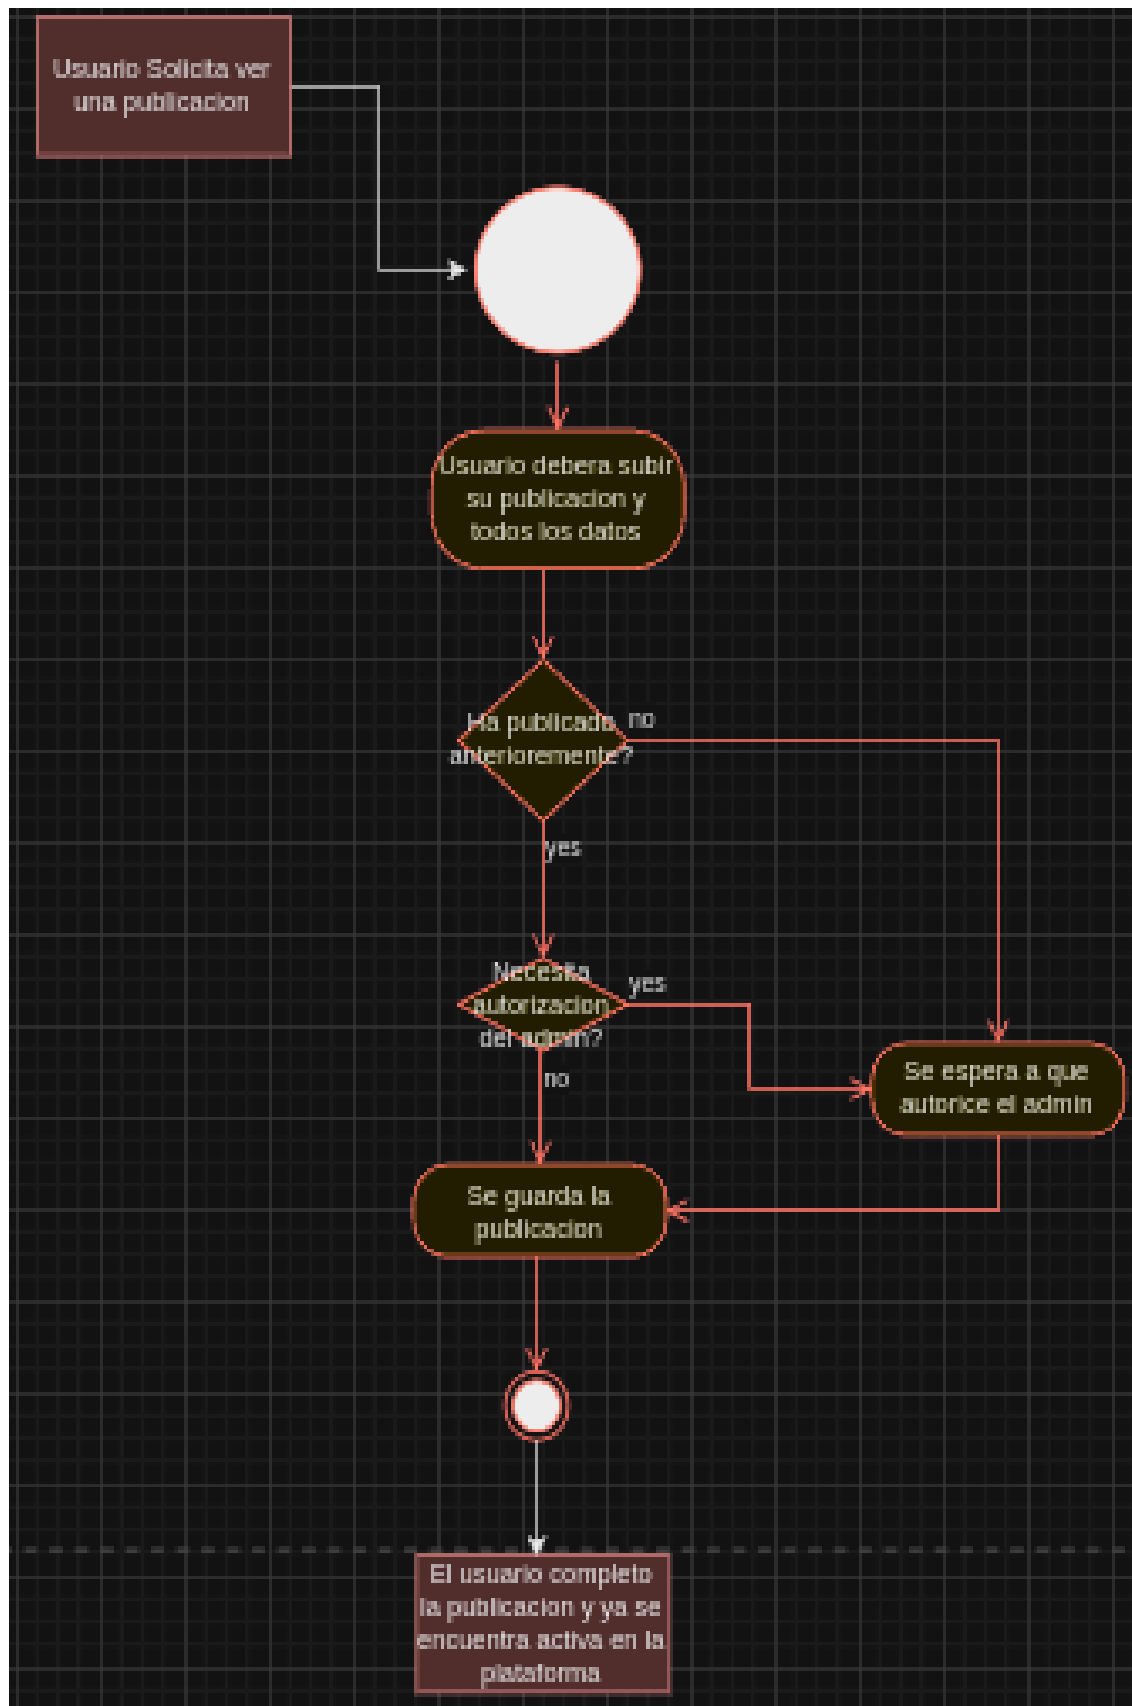 Usuario Solicita ver
una publicacion
Usuario debera subir
su publicacion y
todos los datos
Ha publicado
anterioremente?
no
yes
Necesita
autorizacion
del admin?
yes
no
Se espera a que
autorice el admin
Se guarda la
publicacion
El usuario completo
la publicacion y ya se
encuentra activa en la
plataforma